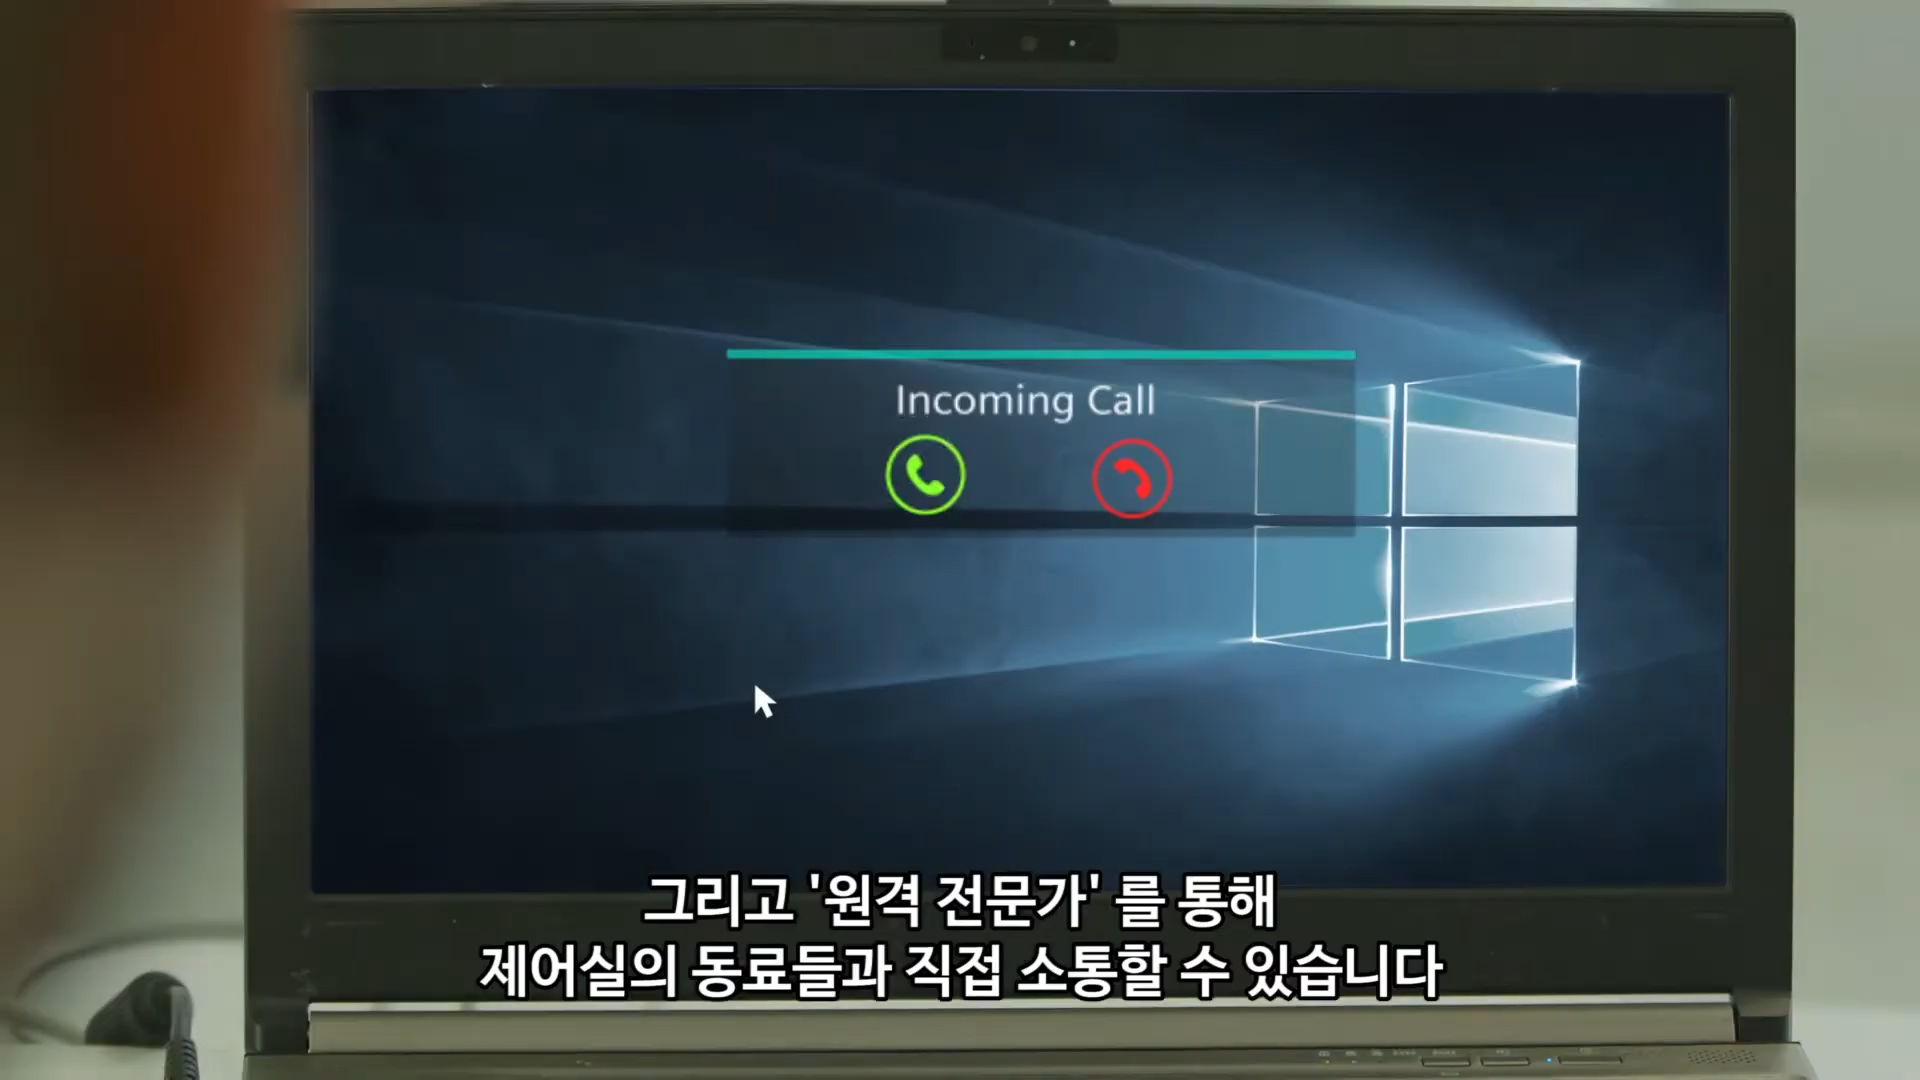 Incoming Call
그리고 '원격 전문가' 를 통해
제어실의 동료들과 직접 소통할 수 있습니다